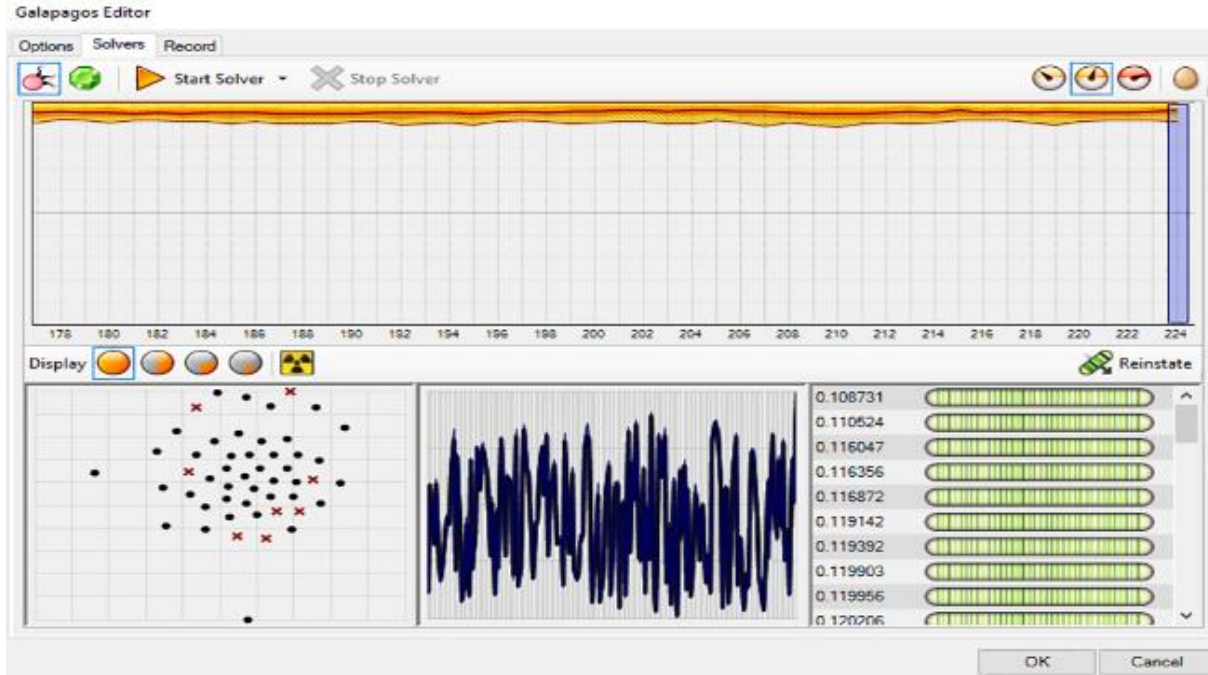 Galapagos Editor
Options Solvers Record
Start Solver Stop Solver
178 180 182 184 186 188 190 192 194 196 198 200 202 204 206 208 210 212 214 216 218 220 222 224
Display Reinstate
0.108731
0.110524
0.116047
0.116356
0.116872
0.119142
0.119392
0.119903
0.119956
0.120206
OK Cancel